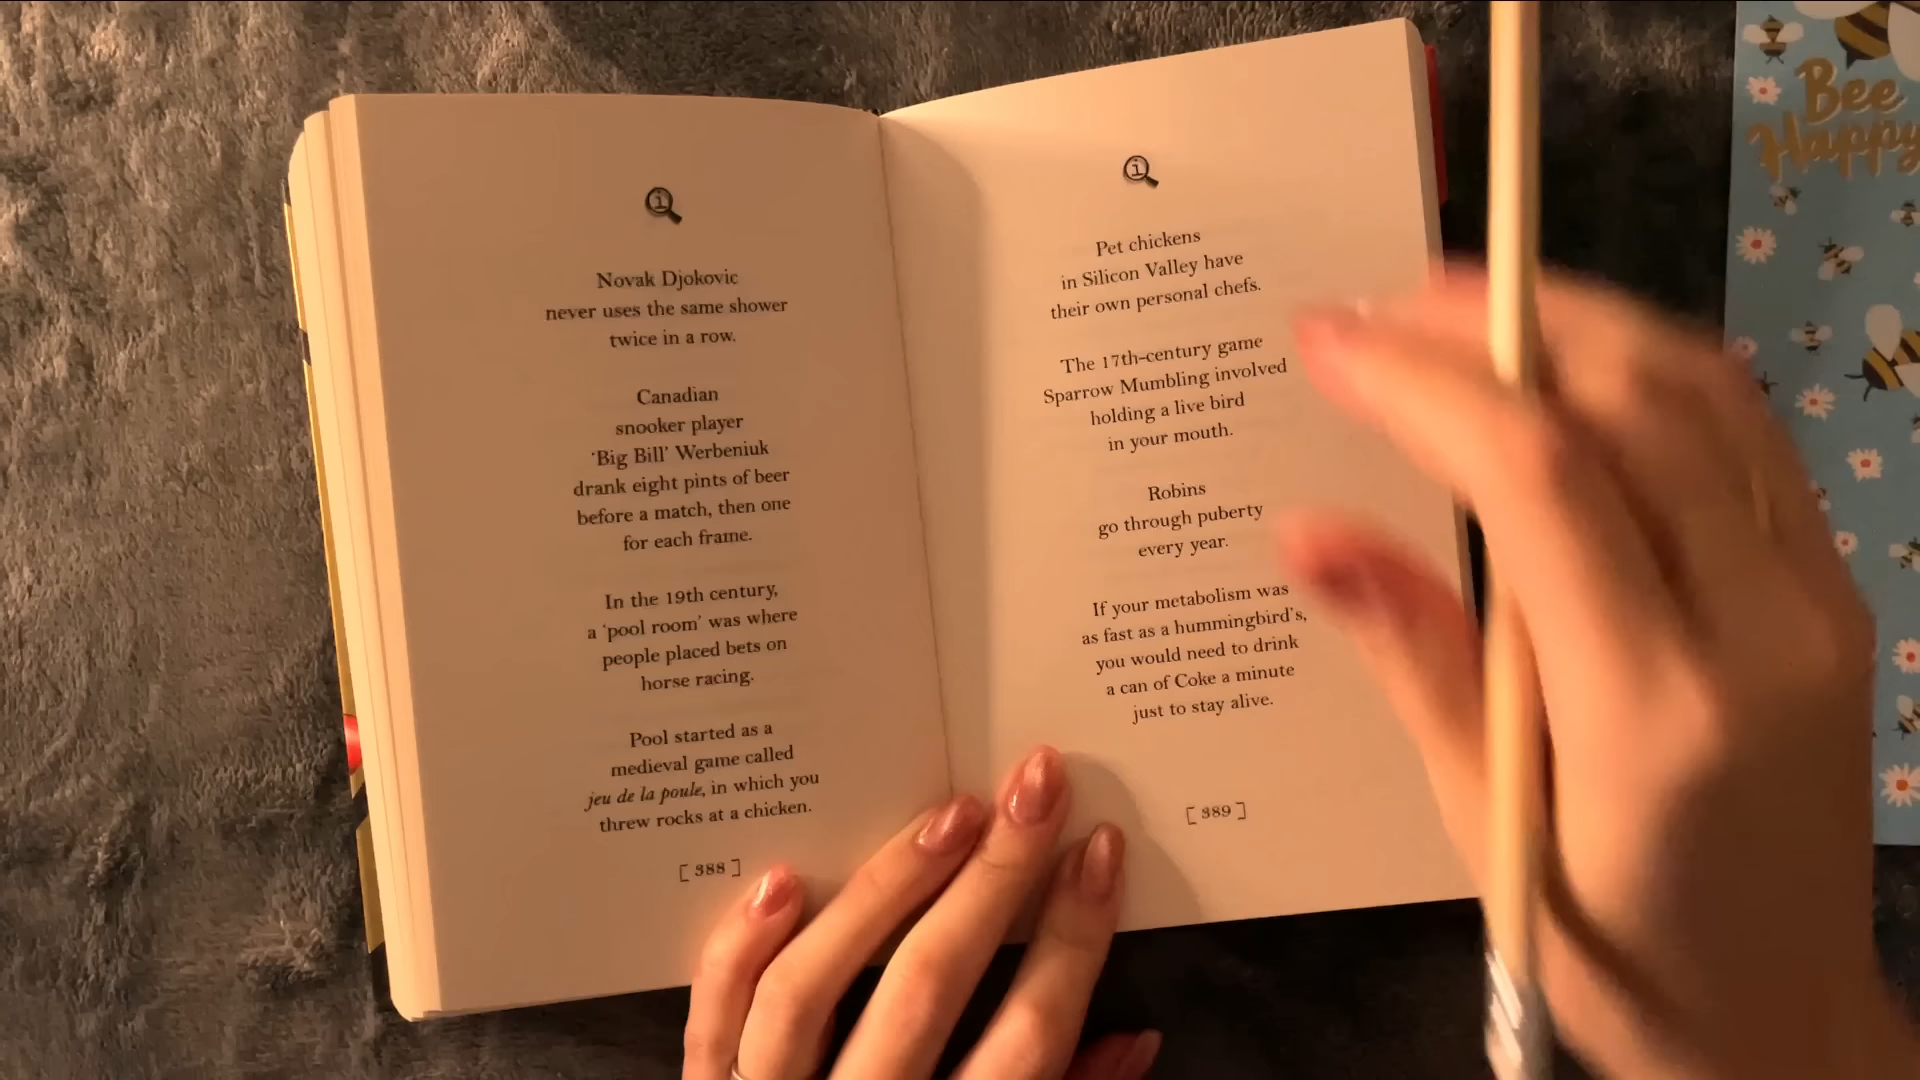 Novak Djokovic
never uses the same shower
twice in a row.
Canadian
snooker player
‘Big Bill’ Werbeniuk
drank eight pints of beer
before a match, then one
for each frame.
In the 19th century,
a ‘pool room’ was where
people placed bets on
horse racing.
Pool started as a
medieval game called
jeu de la poule, in which you
threw rocks at a chicken.
[ 388 ]
Pet chickens
in Silicon Valley have
their own personal chefs.
The 17th-century game
Sparrow Mumbling involved
holding a live bird
in your mouth.
Robins
go through puberty
every year.
If your metabolism was
as fast as a hummingbird’s,
you would need to drink
a can of Coke a minute
just to stay alive.
[ 389 ]
Bee
Happy